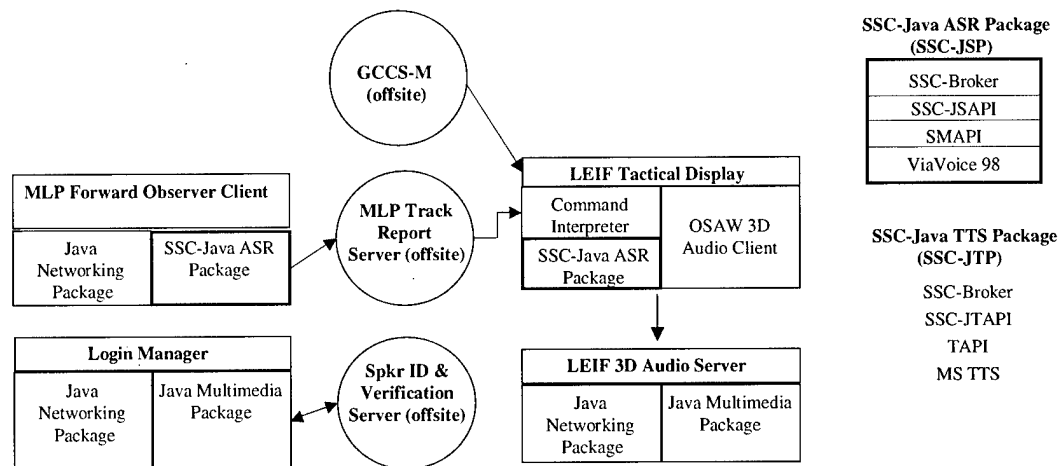 GCCS-M
(offsite)
SSC-Java ASR Package
(SSC-JSP)
SSC-Broker
SSC-JSAPI
SMAPI
ViaVoice 98
MLP Forward Observer Client
Java
Networking
Package
SSC-Java ASR
Package
MLP Track
Report
Server (offsite)
LEIF Tactical Display
Command
Interpreter
SSC-Java ASR
Package
OSAW 3D
Audio Client
SSC-Java TTS Package
(SSC-JTP)
SSC-Broker
SSC-JTAPI
TAPI
MS TTS
Login Manager
Java
Networking
Package
Java Multimedia
Package
Spkr ID &
Verification
Server (offsite)
LEIF 3D Audio Server
Java
Networking
Package
Java Multimedia
Package